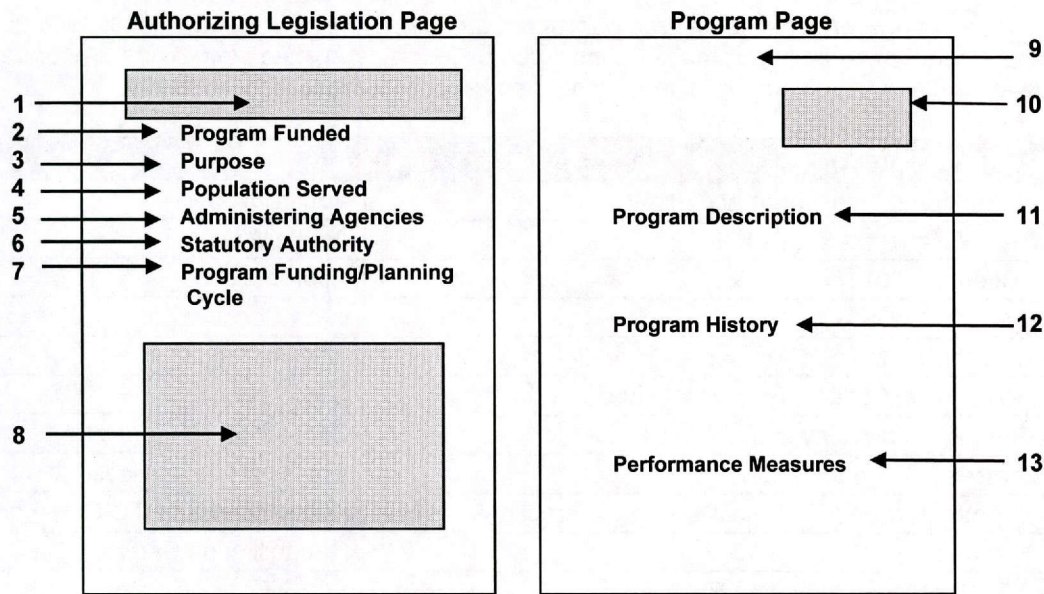 Authorizing Legislation Page
1
2 Program Funded
3 Purpose
4 Population Served
5 Administering Agencies
6 Statutory Authority
7 Program Funding/Planning
Cycle
8
Program Page
9
10
Program Description 11
Program History 12
Performance Measures 13